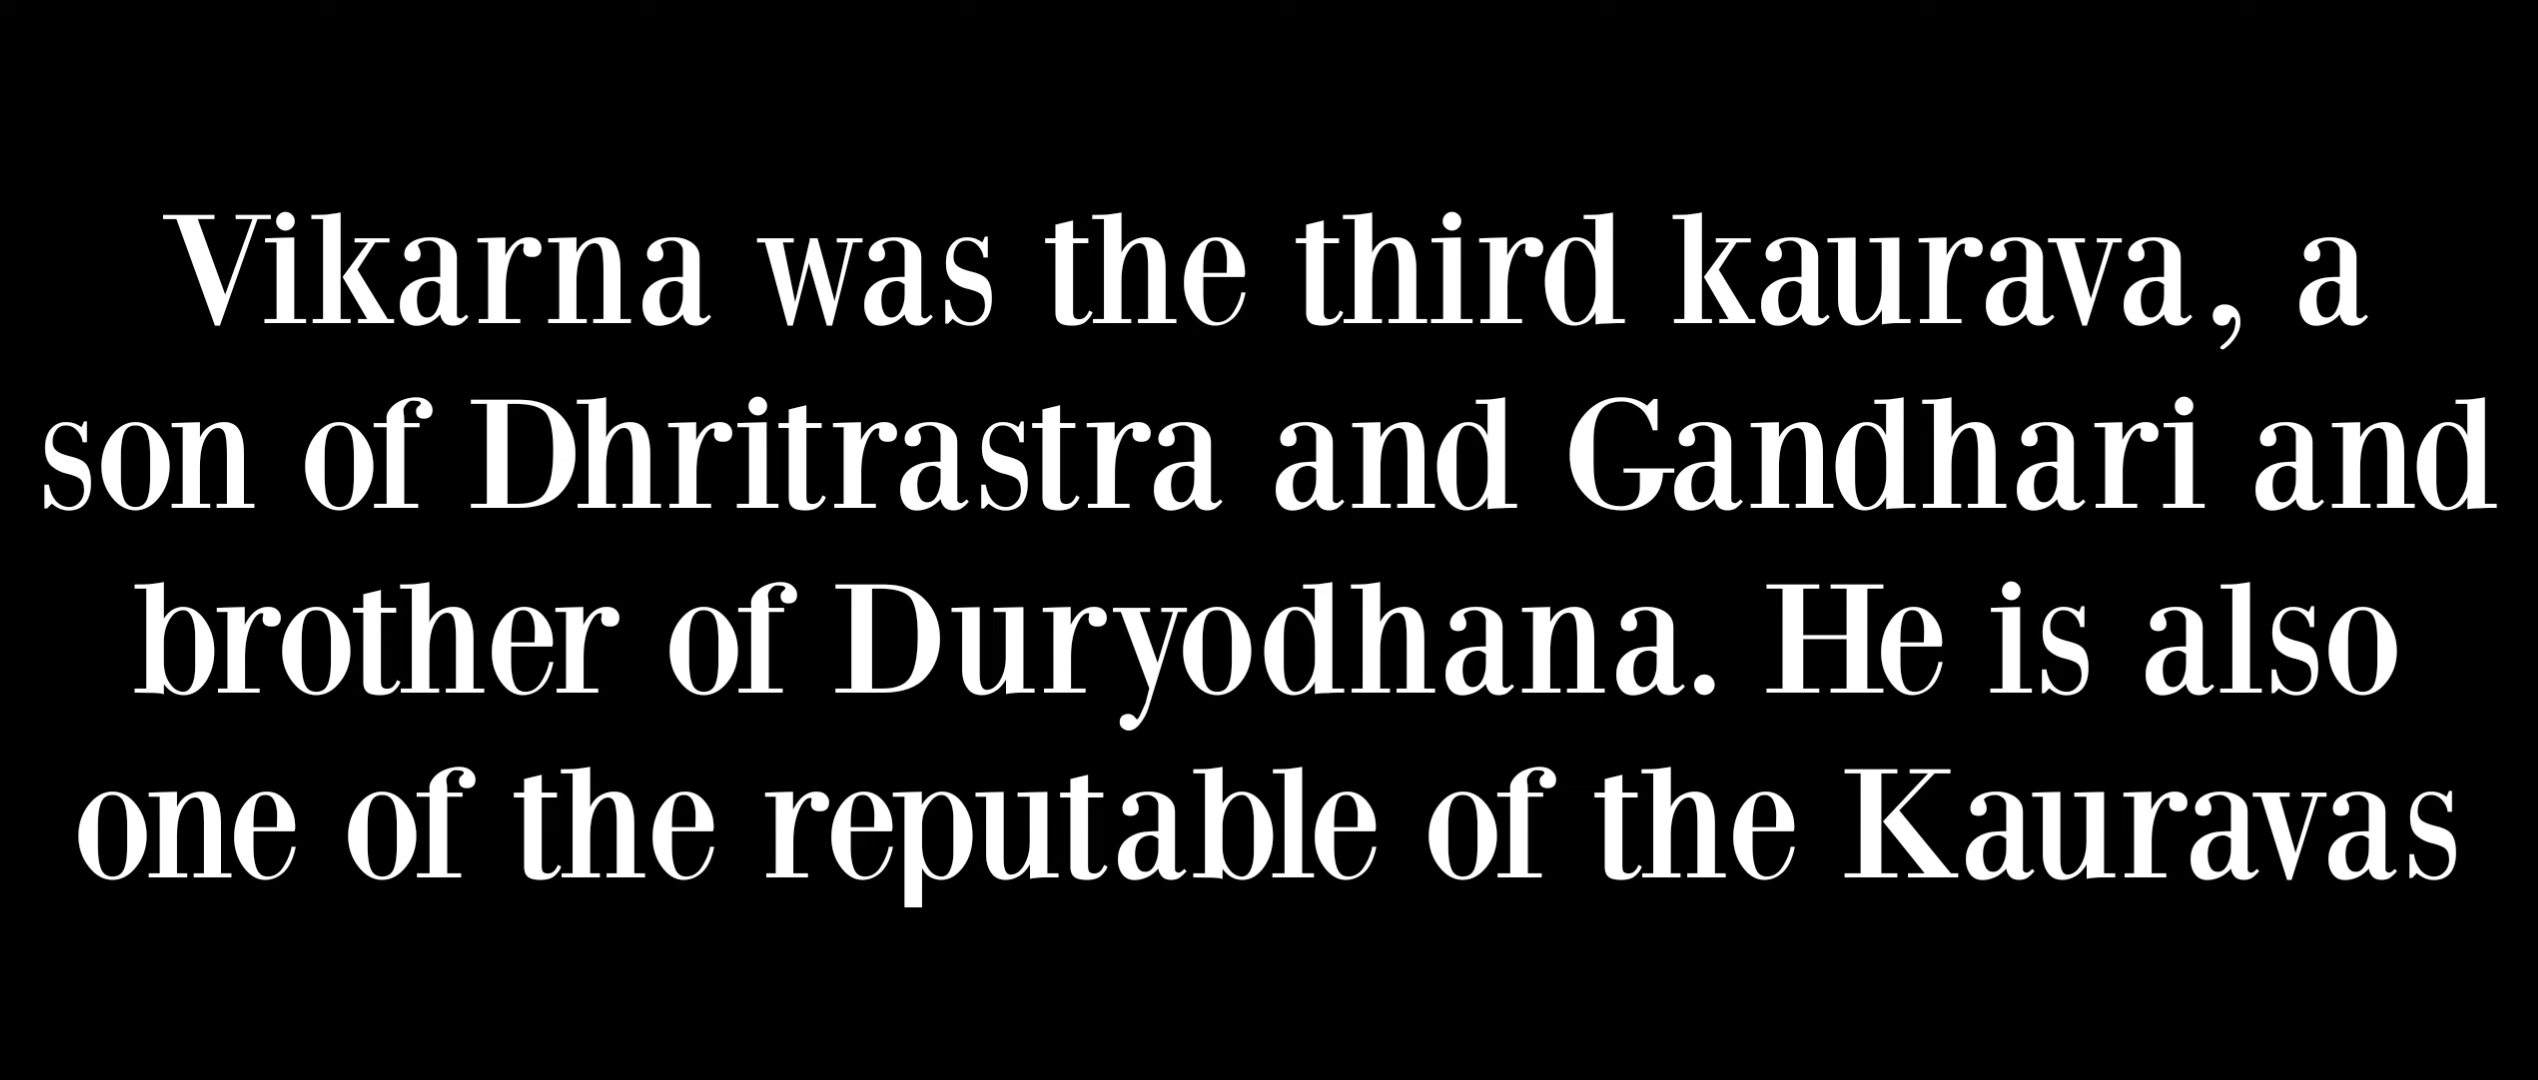 Vikarna was the third kaurava, a
son of Dhritrastra and Gandhari and
brother of Duryodhana. He is also
one of the reputable of the Kauravas